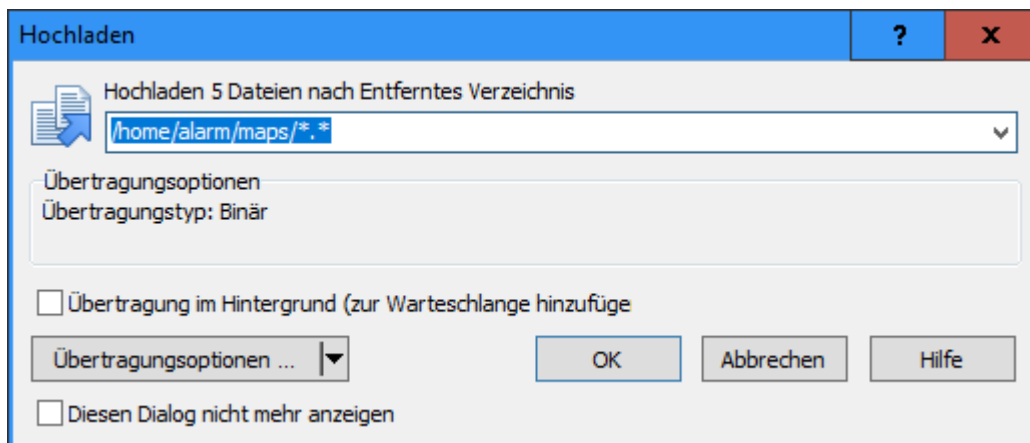 Hochladen
?
x
Hochladen 5 Dateien nach Entferntes Verzeichnis
/home/alarm/maps/*.*
Übertragungsoptionen
Übertragungstyp: Binär
Übertragung im Hintergrund (zur Warteschlange hinzufüge
Übertragungsoptionen ...
OK
Abbrechen
Hilfe
Diesen Dialog nicht mehr anzeigen